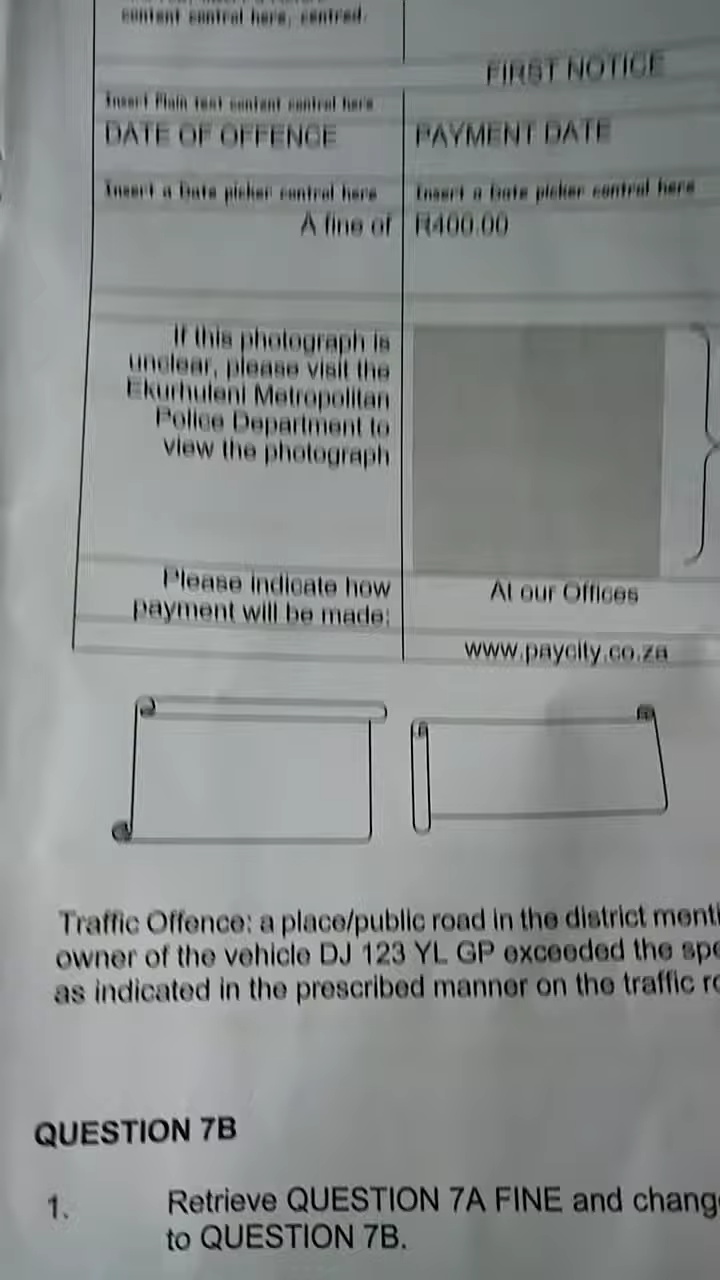 content control here, centred.
FIRST NOTICE
Insert Plain text content control here
DATE OF OFFENCE
PAYMENT DATE
Insert a Date picker control here
Insert a Date picker control here
A fine of
R400.00
If this photograph is
unclear, please visit the
Ekurhuleni Metropolitan
Police Department to
view the photograph
Please indicate how
payment will be made:
At our Offices
www.paycity.co.za
Traffic Offence: a place/public road in the district menti
owner of the vehicle DJ 123 YL GP exceeded the spe
as indicated in the prescribed manner on the traffic ro
QUESTION 7B
1. Retrieve QUESTION 7A FINE and change
to QUESTION 7B.